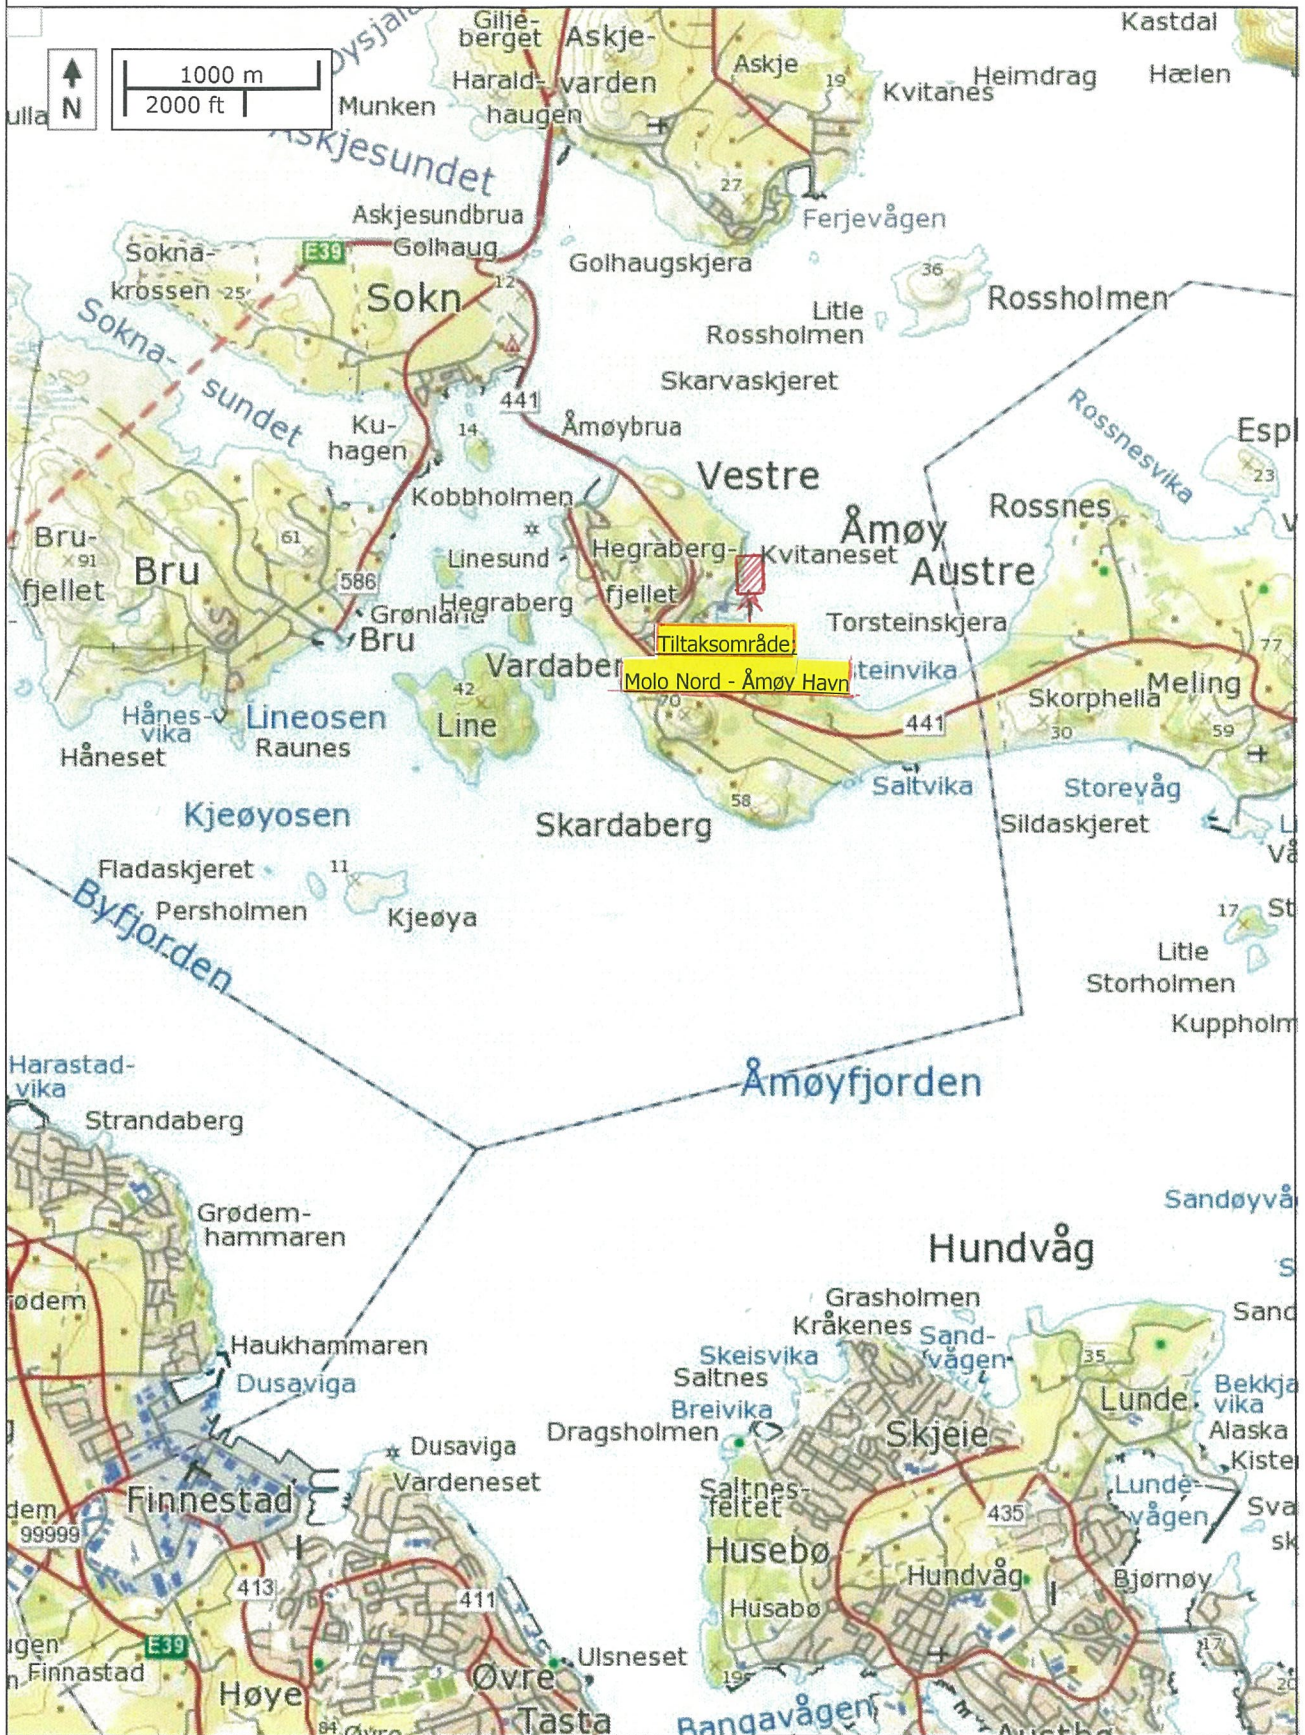 Gilje-
berget
Askje-
varden
Askje
Kastdal
Heimdrag
Hælen
1000 m
2000 ft
N
Munken
Harald-
haugen
19
Kvitanes
Askjesundet
27
Askjesundbrua
Ferjevågen
Sokna-
krossen
E39
Golhaug
Golhaugskjera
36
25
Sokn
12
Litle
Rossholmen
Rossholmen
Sokna-
sundet
Skarvaskjeret
441
Ku-
hagen
14
Åmøybrua
Rossnesvika
23
Vestre
Åmøy
Rossnes
Kobbholmen
Bru-
fjellet
91
Bru
61
Linesund
Hegraberg-
fjellet
Kvitaneset
Austre
586
Grønland
Hegraberg
Torsteinskjera
Bru
Tiltaksområde;
Molo Nord - Åmøy Havn
77
42
Line
70
Skorphella
Meling
Hånes-
vika
Lineosen
Raunes
Håneset
441
30
59
58
Saltvika
Storevåg
Kjeøyosen
Skardaberg
Sildaskjeret
Fladaskjeret
11
Persholmen
Kjeøya
Byfjorden
17
Litle
Storholmen
Harastad-
vika
Åmøyfjorden
Strandaberg
Grødem-
hammaren
Hundvåg
Grasholmen
Kråkenes
Sand-
vågen
Haukhammaren
Skeisvika
35
Dusaviga
Saltnes
Breivika
Lunde
Dragsholmen
Skjeie
Alaska
Dusaviga
Vardeneset
Finnestad
Saltnes-
feltet
Lunde-
vågen
435
99999
Husebø
413
411
Hundvåg
Bjørnøy
Husabø
E39
Ulsneset
17
Finnastad
Høye
Øvre
Tasta
19
84
Bangavågen